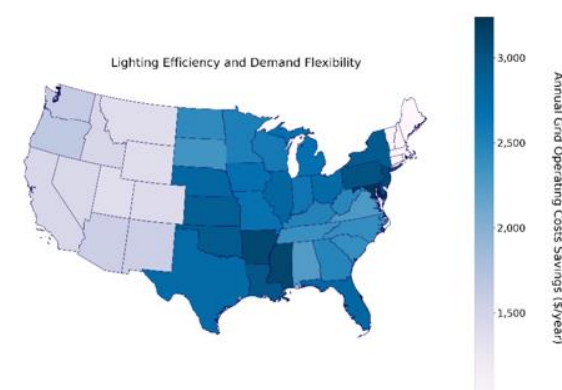 Lighting Efficiency and Demand Flexibility
3,000
2,500
2,000
1,500
Annual Grid Operating Costs Savings ($/year)